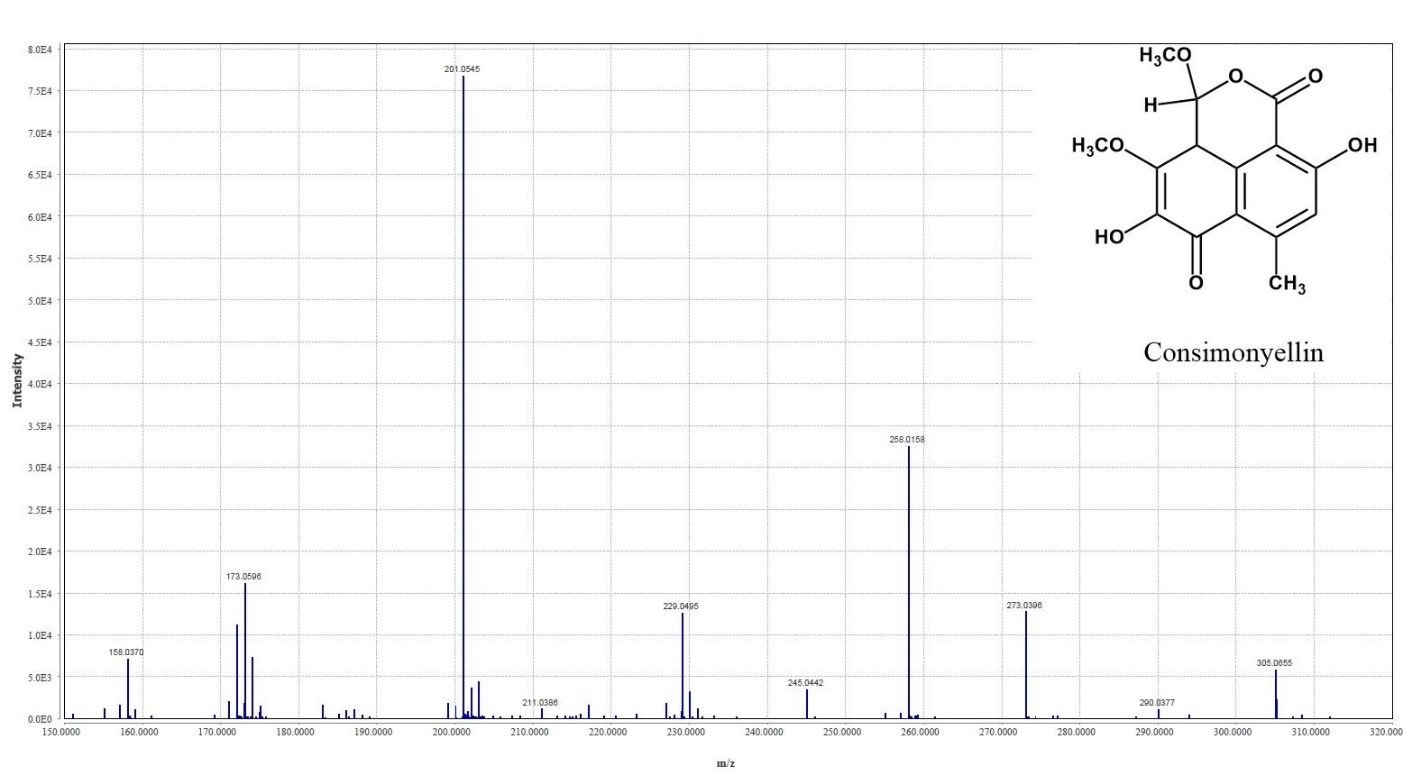 8.0E4
7.5E4
7.0E4
6.5E4
6.0E4
5.5E4
5.0E4
4.5E4
4.0E4
3.5E4
3.0E4
2.5E4
2.0E4
1.5E4
1.0E4
5.0E3
0.0E0
Intensity
201.0545
258.0158
173.0596
229.0495
273.0396
158.0370
305.0655
245.0442
211.0386
290.0377
H3CO
O
O
H
H3CO
OH
HO
O
CH3
Consimonyellin
150.0000 160.0000 170.0000 180.0000 190.0000 200.0000 210.0000 220.0000 230.0000 240.0000 250.0000 260.0000 270.0000 280.0000 290.0000 300.0000 310.0000 320.000
m/z